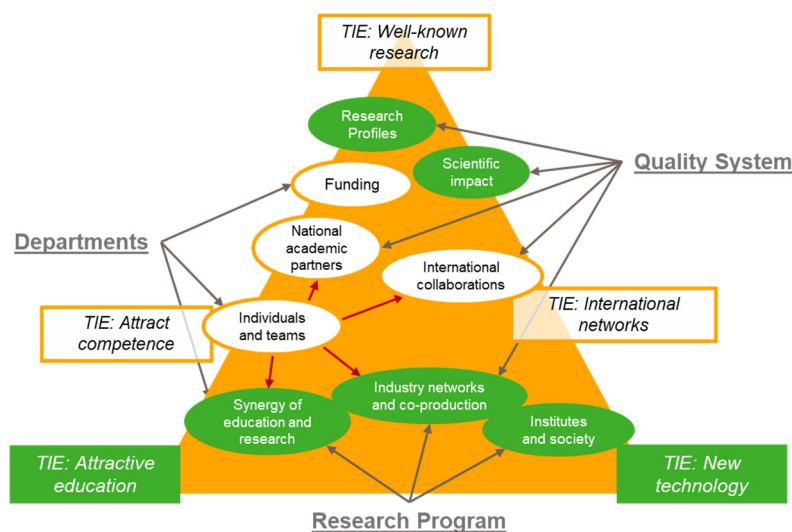 TIE: Well-known
research
Research
Profiles
Scientific
impact
Quality System
Funding
Departments
National
academic
partners
International
collaborations
TIE: Attract
competence
Individuals
and teams
TIE: International
networks
Industry networks
and co-production
Synergy of
education and
research
Institutes
and society
TIE: Attractive
education
TIE: New
technology
Research Program